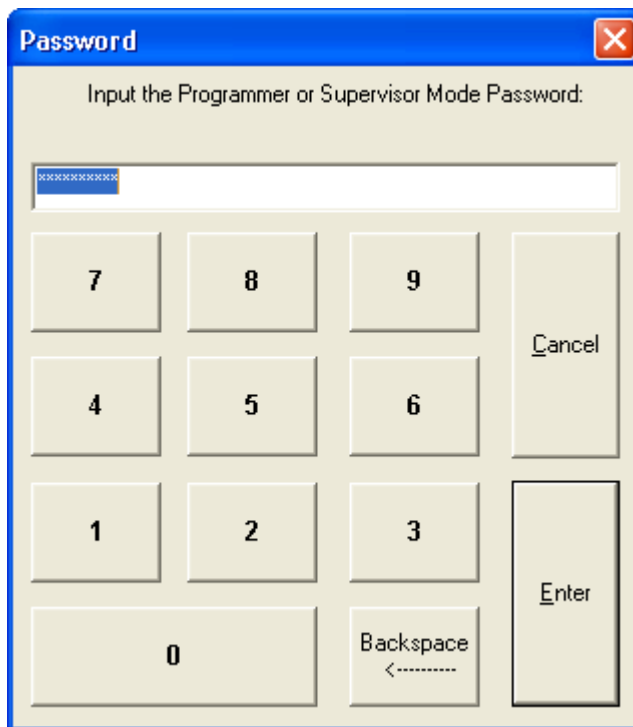 Password
Input the Programmer or Supervisor Mode Password:
**********
7 8 9
Cancel
4 5 6
1 2 3
Enter
0
Backspace
<----------